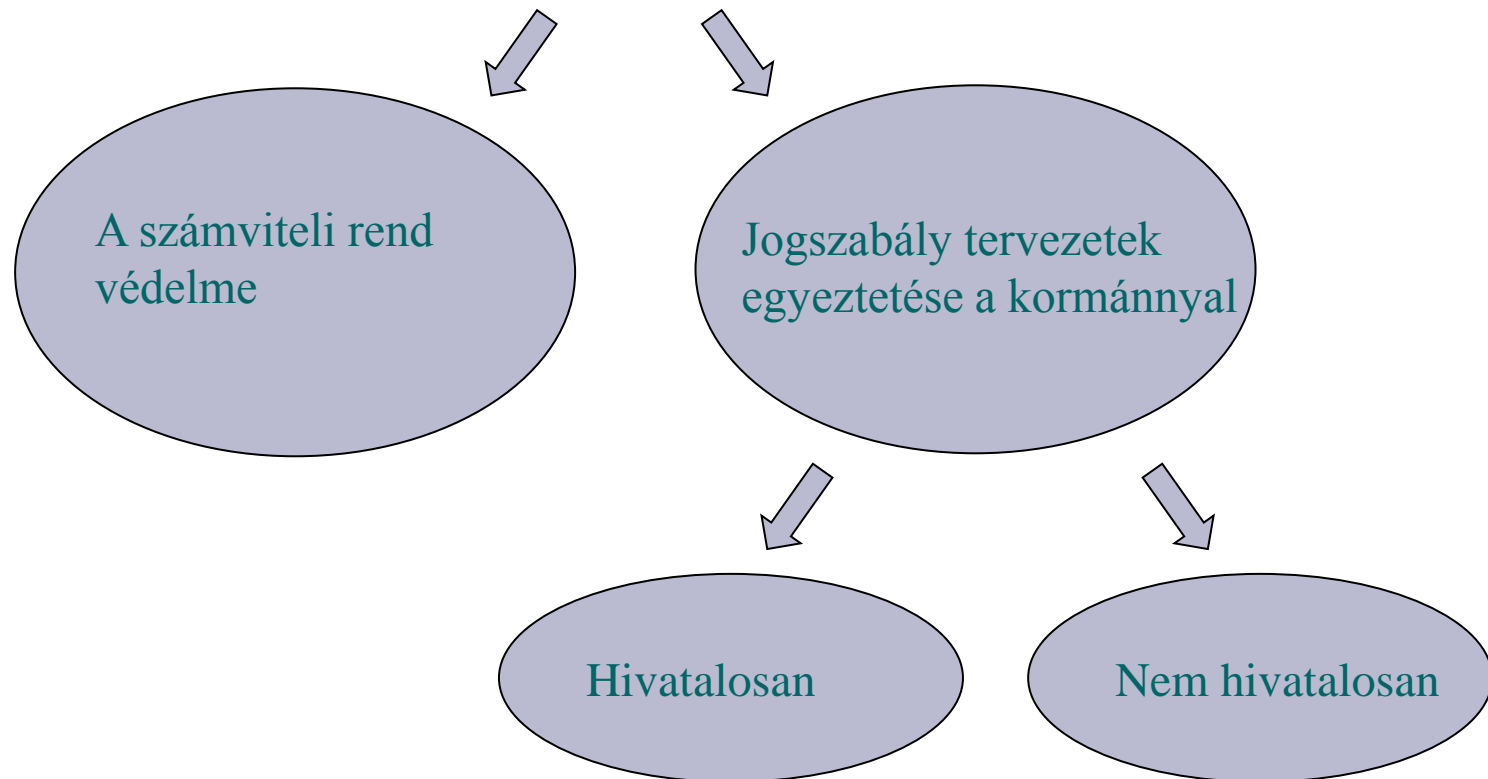 A számviteli rend
védelme
Jogszabály tervezetek
egyeztetése a kormánnyal
Hivatalosan
Nem hivatalosan